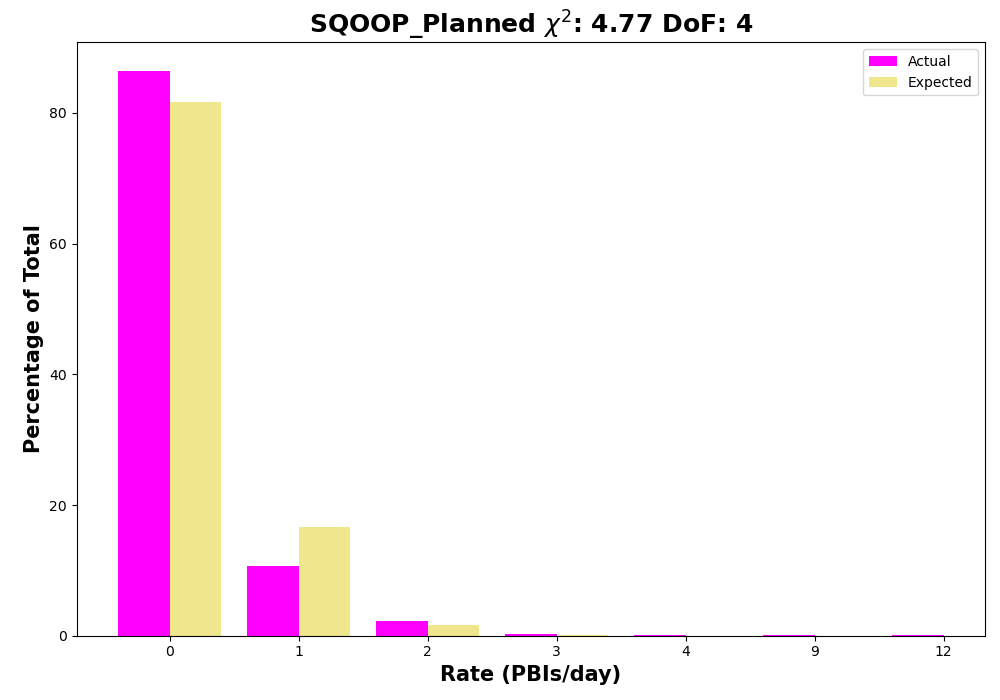 SQOOP_Planned χ²: 4.77 DoF: 4
Actual
Expected
Percentage of Total
80
60
40
20
0
0 1 2 3 4 9 12
Rate (PBIs/day)